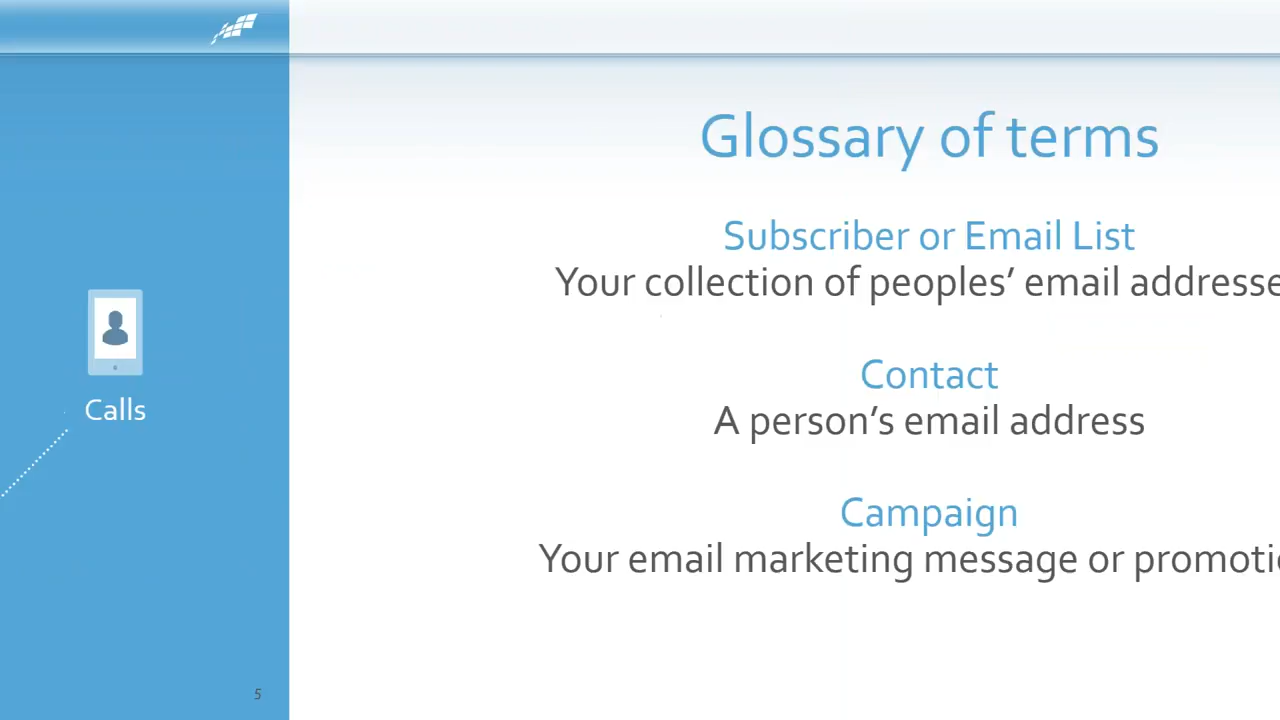 Glossary of terms
Subscriber or Email List
Your collection of peoples’ email addresse
Contact
A person’s email address
Campaign
Your email marketing message or promotio
Calls
5